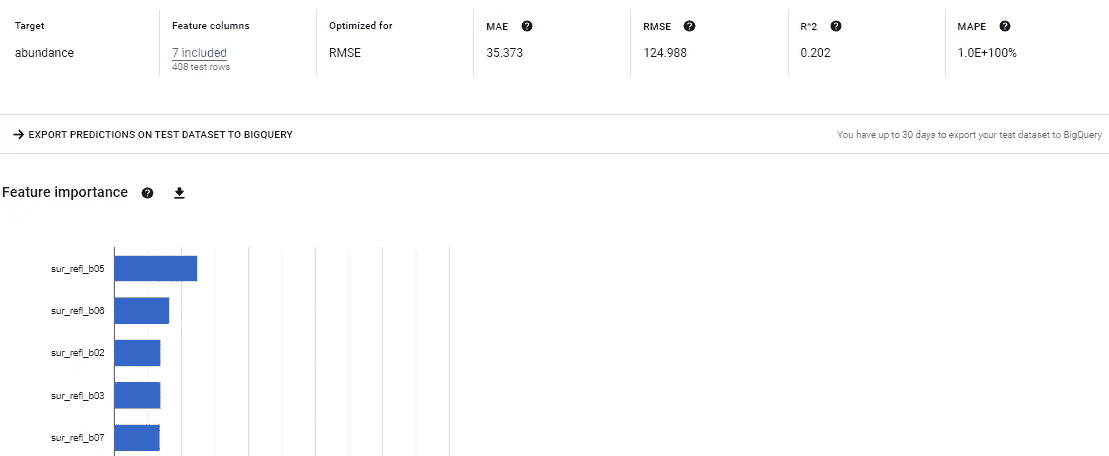 Target Feature columns Optimized for MAE RMSE R^2 MAPE
abundance 7 included RMSE 35.373 124.988 0.202 1.0E+100%
408 test rows
EXPORT PREDICTIONS ON TEST DATASET TO BIGQUERY You have up to 30 days to export your test dataset to BigQuery
Feature importance
sur_refl_b05
sur_refl_b06
sur_refl_b02
sur_refl_b03
sur_refl_b07